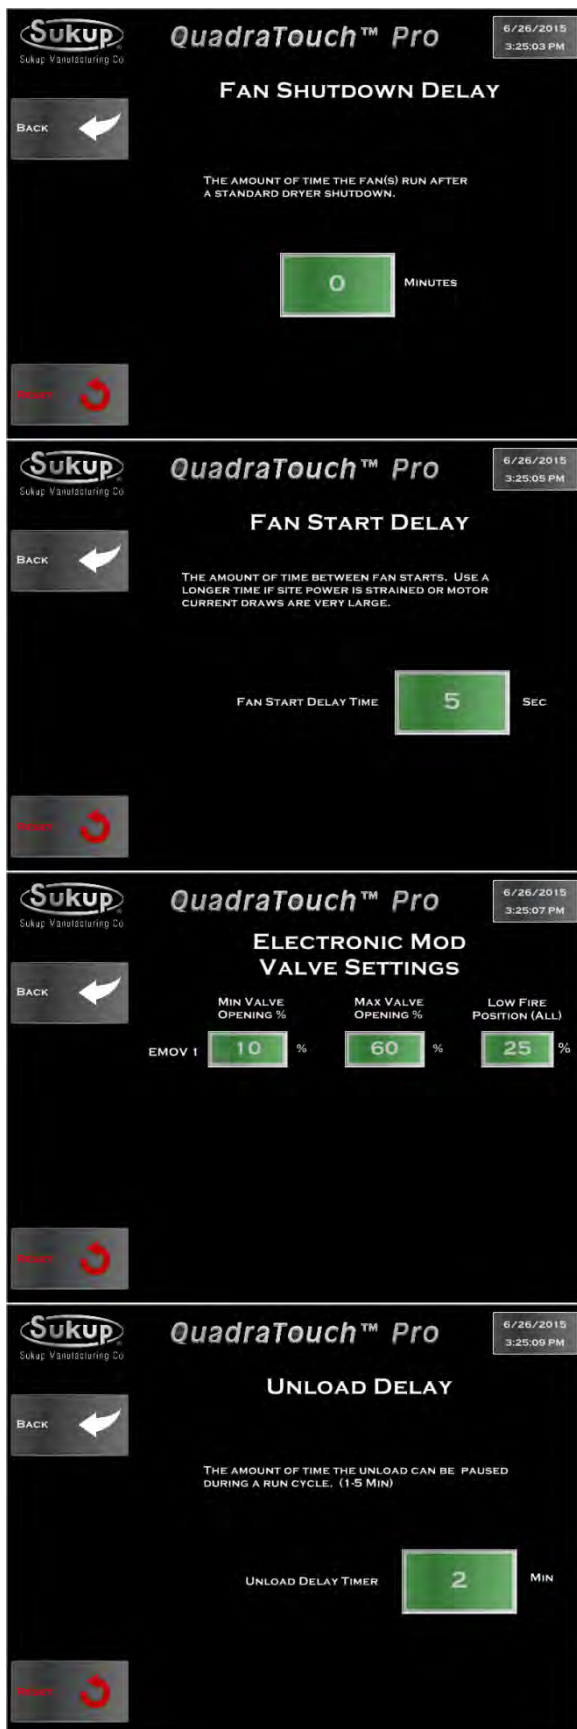 Sukup®
Sukup Manufacturing Co.
QuadraTouch™ Pro
6/26/2015
3:25:03 PM
FAN SHUTDOWN DELAY
BACK
THE AMOUNT OF TIME THE FAN(S) RUN AFTER
A STANDARD DRYER SHUTDOWN.
0 MINUTES
RESET
Sukup®
Sukup Manufacturing Co.
QuadraTouch™ Pro
6/26/2015
3:25:05 PM
FAN START DELAY
BACK
THE AMOUNT OF TIME BETWEEN FAN STARTS. USE A
LONGER TIME IF SITE POWER IS STRAINED OR MOTOR
CURRENT DRAWS ARE VERY LARGE.
FAN START DELAY TIME 5 SEC
RESET
Sukup®
Sukup Manufacturing Co.
QuadraTouch™ Pro
6/26/2015
3:25:07 PM
ELECTRONIC MOD
VALVE SETTINGS
BACK
MIN VALVE
OPENING %
MAX VALVE
OPENING %
LOW FIRE
POSITION (ALL)
EMOV 1 10 % 60 % 25 %
RESET
Sukup®
Sukup Manufacturing Co.
QuadraTouch™ Pro
6/26/2015
3:25:09 PM
UNLOAD DELAY
BACK
THE AMOUNT OF TIME THE UNLOAD CAN BE PAUSED
DURING A RUN CYCLE. (1-5 MIN)
UNLOAD DELAY TIMER 2 MIN
RESET